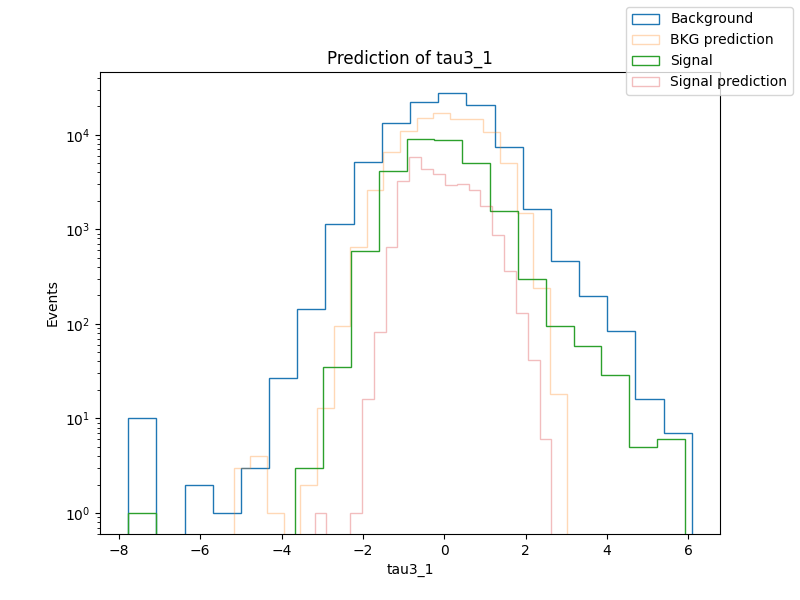 Prediction of tau3_1
Background
BKG prediction
Signal
Signal prediction
Events
10^4
10^3
10^2
10^1
10^0
−8 −6 −4 −2 0 2 4 6
tau3_1